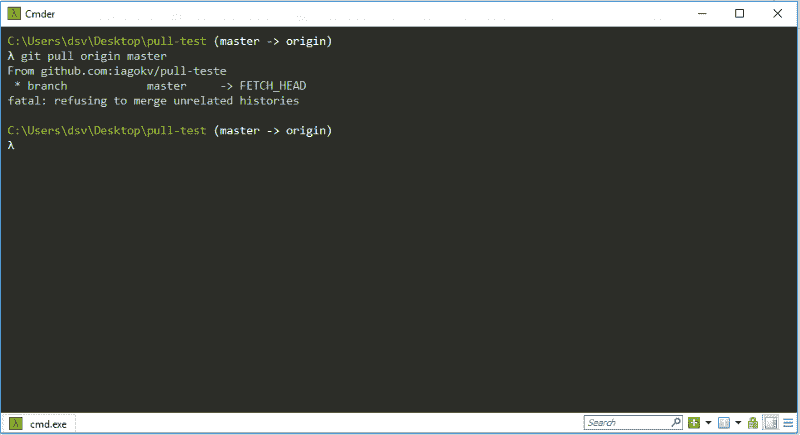 Cmder
C:\Users\dsv\Desktop\pull-test (master -> origin)
λ git pull origin master
From github.com:iagokv/pull-teste
 * branch            master     -> FETCH_HEAD
fatal: refusing to merge unrelated histories
C:\Users\dsv\Desktop\pull-test (master -> origin)
λ
cmd.exe
Search